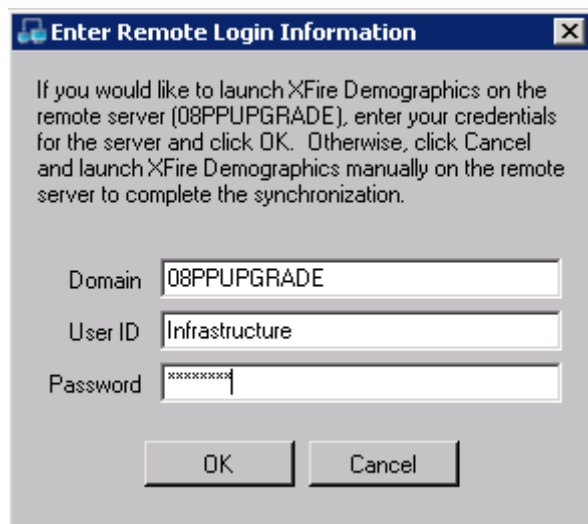 Enter Remote Login Information
If you would like to launch XFire Demographics on the
remote server (08PPUPGRADE), enter your credentials
for the server and click OK.  Otherwise, click Cancel
and launch XFire Demographics manually on the remote
server to complete the synchronization.
Domain 08PPUPGRADE
User ID Infrastructure
Password ********
OK Cancel